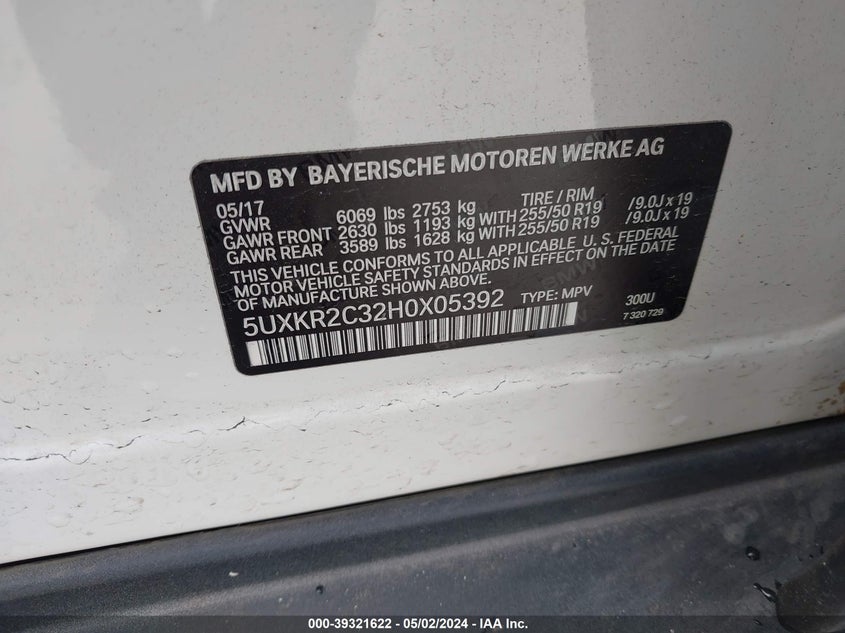 MFD BY BAYERISCHE MOTOREN WERKE AG
05/17 TIRE / RIM
GVWR 6069 lbs 2753 kg
GAWR FRONT 2630 lbs 1193 kg WITH 255/50 R19 /9.0J x 19
GAWR REAR 3589 lbs 1628 kg WITH 255/50 R19 /9.0J x 19
THIS VEHICLE CONFORMS TO ALL APPLICABLE U. S. FEDERAL
MOTOR VEHICLE SAFETY STANDARDS IN EFFECT ON THE DATE
OF MANUFACTURE SHOWN ABOVE.
5UXKR2C32H0X05392 TYPE: MPV 300U
7 320 729
000-39321622 - 05/02/2024 - IAA Inc.